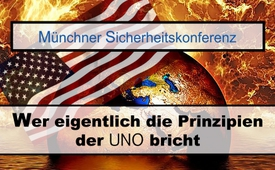 Münchner Sicherheitskonferenz
Wer eigentlich die Prinzipien
der UNO bricht